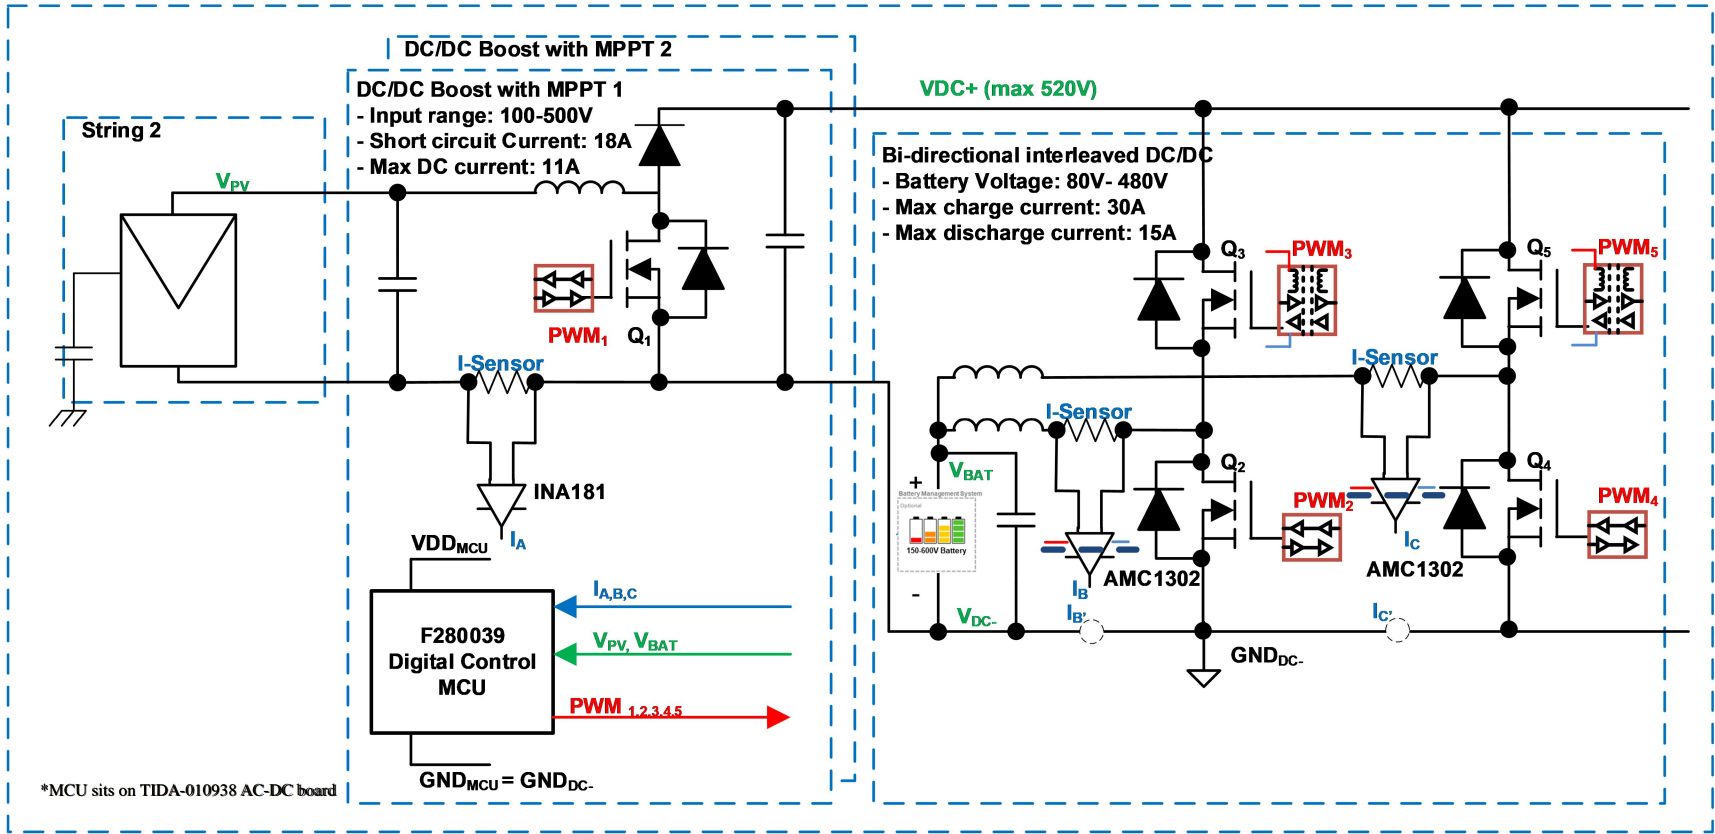 DC/DC Boost with MPPT 2
DC/DC Boost with MPPT 1
- Input range: 100-500V
- Short circuit Current: 18A
- Max DC current: 11A
VDC+ (max 520V)
String 2
VPV
Bi-directional interleaved DC/DC
- Battery Voltage: 80V- 480V
- Max charge current: 30A
- Max discharge current: 15A
Q3
PWM3
Q5
PWM5
PWM1
Q1
I-Sensor
I-Sensor
I-Sensor
INA181
IA
VBAT
+
Battery Management System
Optional
150-600V Battery
-
Q2
PWM2
Q4
PWM4
IB
AMC1302
IC
AMC1302
VDC-
IB'
IC'
GNDDC-
VDDMCU
F280039
Digital Control
MCU
IA,B,C
VPV, VBAT
PWM 1,2,3,4,5
GNDMCU = GNDDC-
*MCU sits on TIDA-010938 AC-DC board